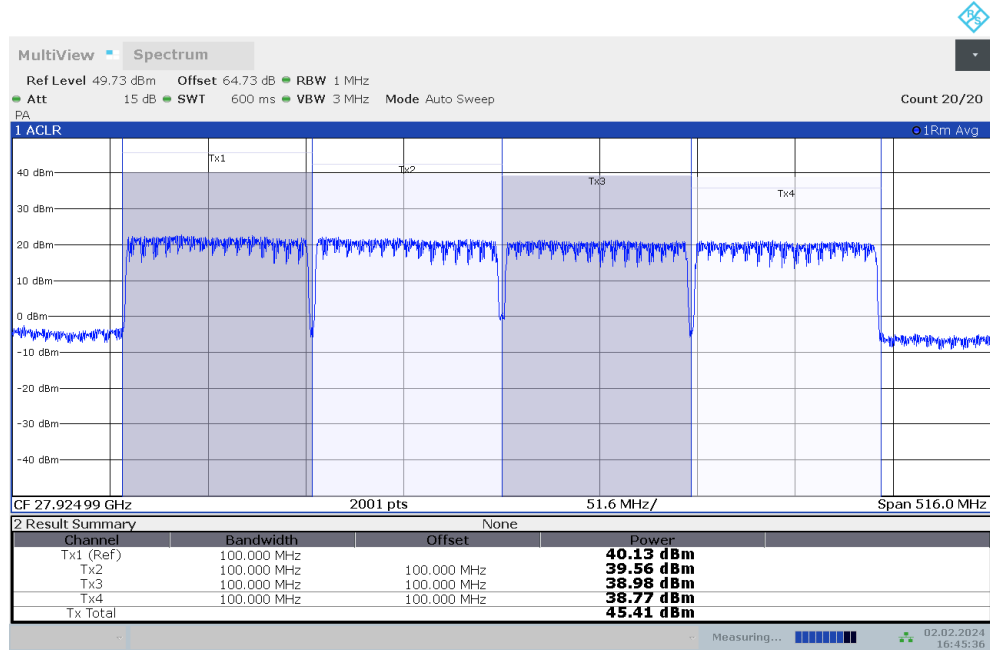 R&S
MultiView Spectrum
Ref Level 49.73 dBm Offset 64.73 dB RBW 1 MHz
Att 15 dB SWT 600 ms VBW 3 MHz Mode Auto Sweep Count 20/20
PA
1 ACLR 1Rm Avg
Tx1
Tx2
40 dBm
Tx3
Tx4
30 dBm
20 dBm
10 dBm
0 dBm
-10 dBm
-20 dBm
-30 dBm
-40 dBm
CF 27.92499 GHz 2001 pts 51.6 MHz/ Span 516.0 MHz
2 Result Summary None
Channel Bandwidth Offset Power
Tx1 (Ref) 100.000 MHz 40.13 dBm
Tx2 100.000 MHz 100.000 MHz 39.56 dBm
Tx3 100.000 MHz 100.000 MHz 38.98 dBm
Tx4 100.000 MHz 100.000 MHz 38.77 dBm
Tx Total 45.41 dBm
Measuring... 02.02.2024
16:45:36